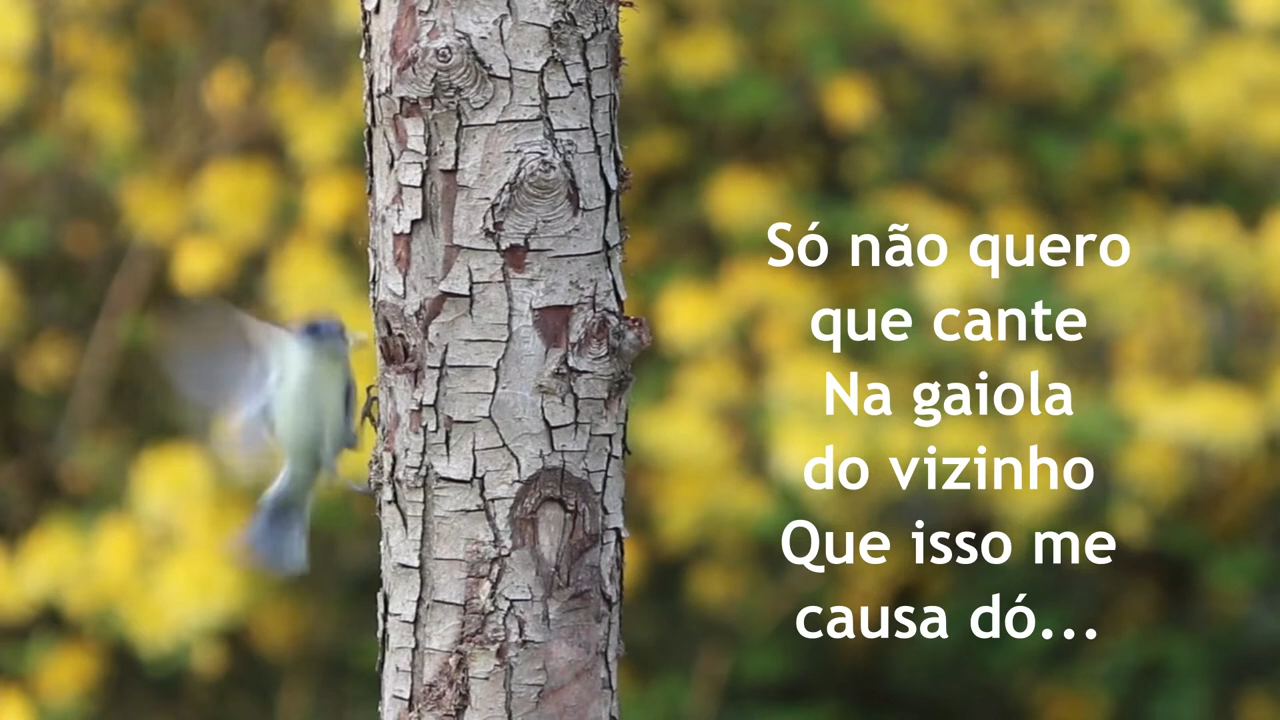 Só não quero
que cante
Na gaiola
do vizinho
Que isso me
causa dó...